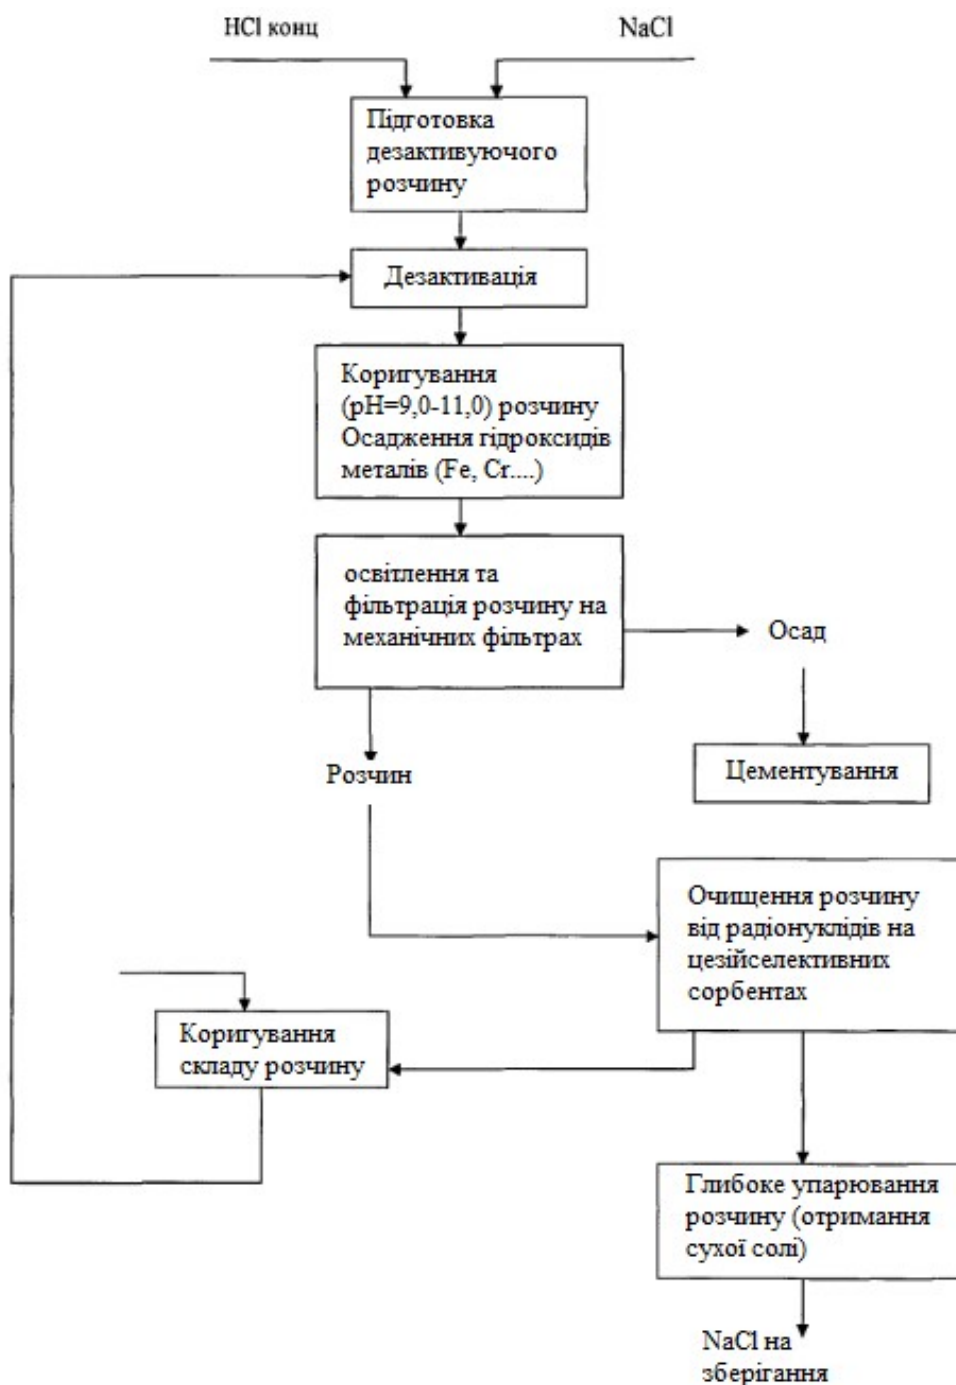 HCl конц
NaCl
Підготовка
дезактивуючого
розчину
Дезактивація
Коригування
(pH=9,0-11,0) розчину
Осадження гідроксидів
металів (Fe, Cr....)
освітлення та
фільтрація розчину на
механічних фільтрах
Осад
Розчин
Цементування
Очищення розчину
від радіонуклідів на
цезійселективних
сорбентах
Коригування
складу розчину
Глибоке упарювання
розчину (отримання
сухої солі)
NaCl на
зберігання